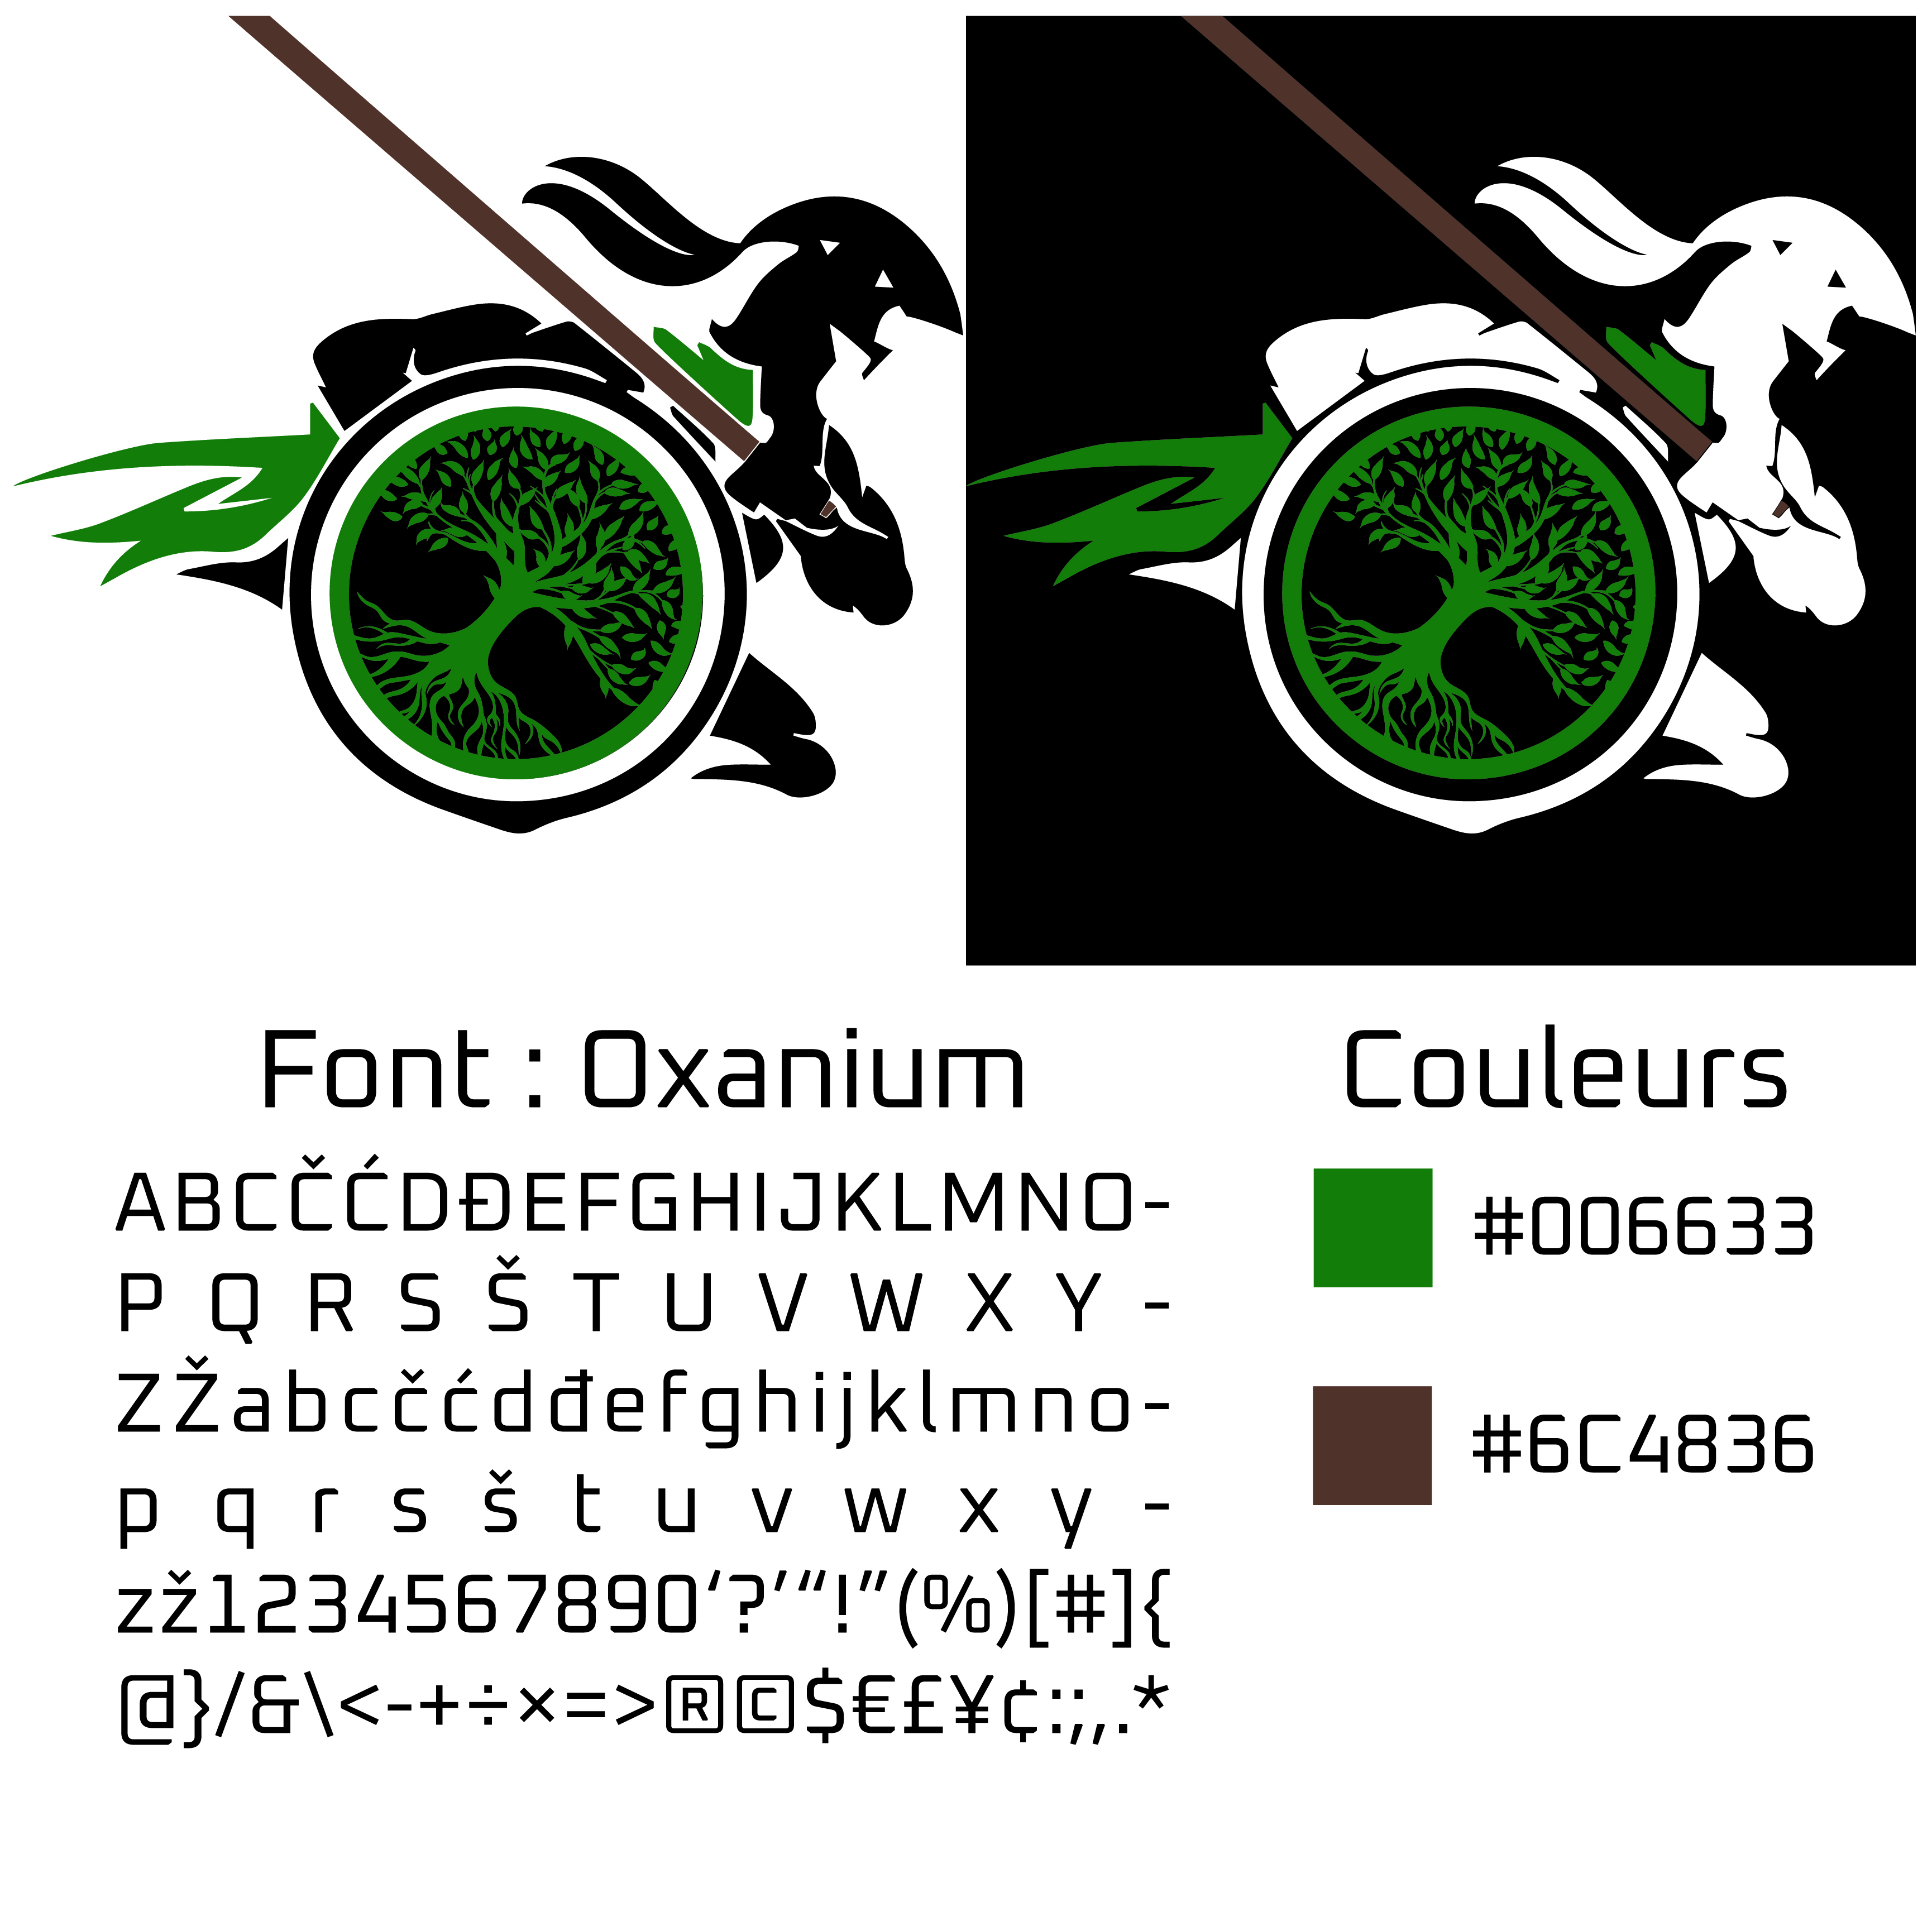 Font : Oxanium
Couleurs
ABCČĆDĐEFGHIJKLMNO-
#006633
P Q R S Š T U V W X Y -
ZŽabcčćdđefghijklmno-
#6C4836
p q r s š t u v w x y -
zž1234567890‘?’“!”(%)[#]{
@}/&\<-+÷×=>®©$€£¥¢:;,.*